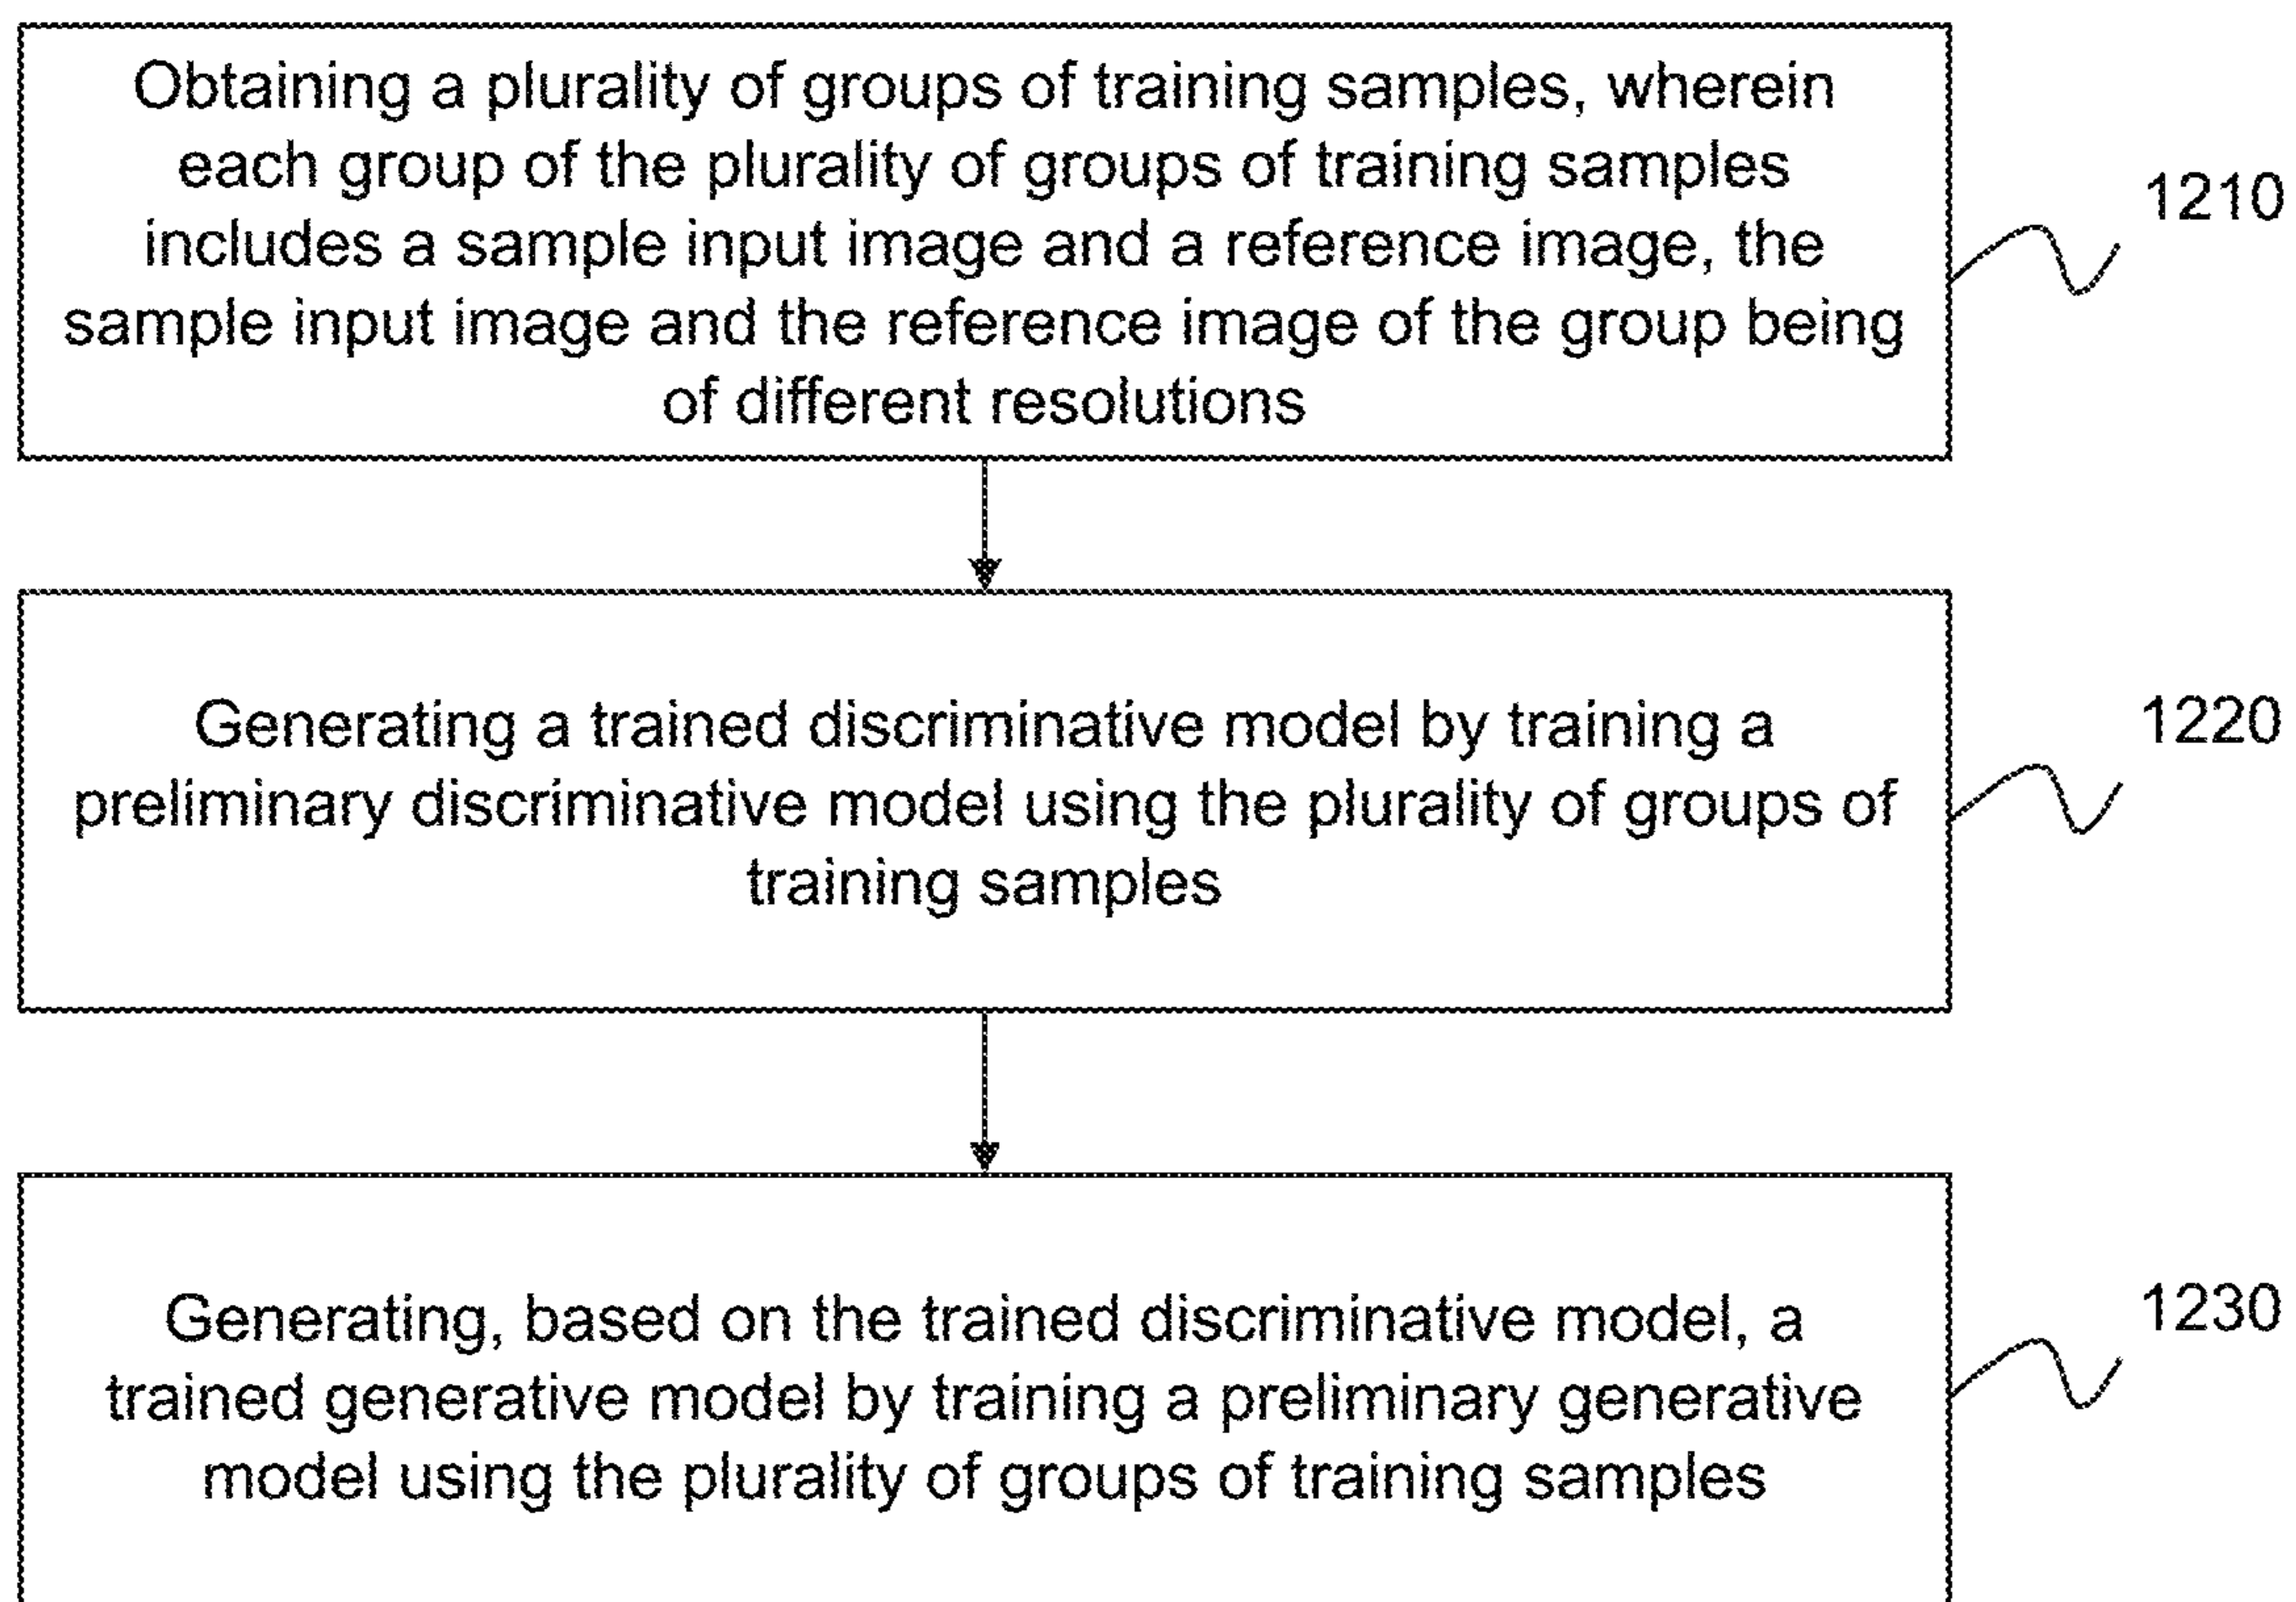 Obtaining a plurality of groups of training samples, wherein
each group of the plurality of groups of training samples
includes a sample input image and a reference image, the
sample input image and the reference image of the group being
of different resolutions
1210
Generating a trained discriminative model by training a
preliminary discriminative model using the plurality of groups of
training samples
1220
Generating, based on the trained discriminative model, a
trained generative model by training a preliminary generative
model using the plurality of groups of training samples
1230